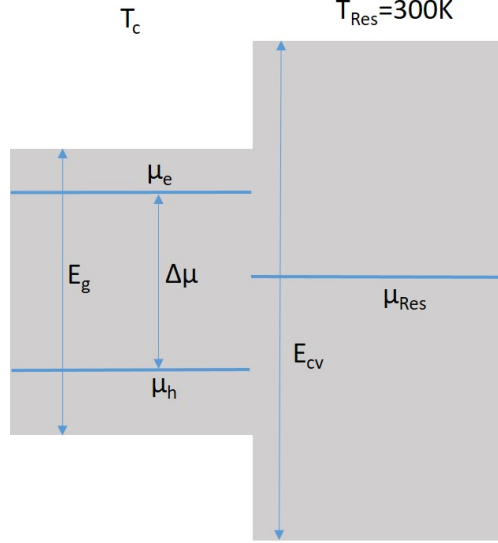 T_c
T_Res=300K
μ_e
E_g
Δμ
μ_Res
E_cv
μ_h